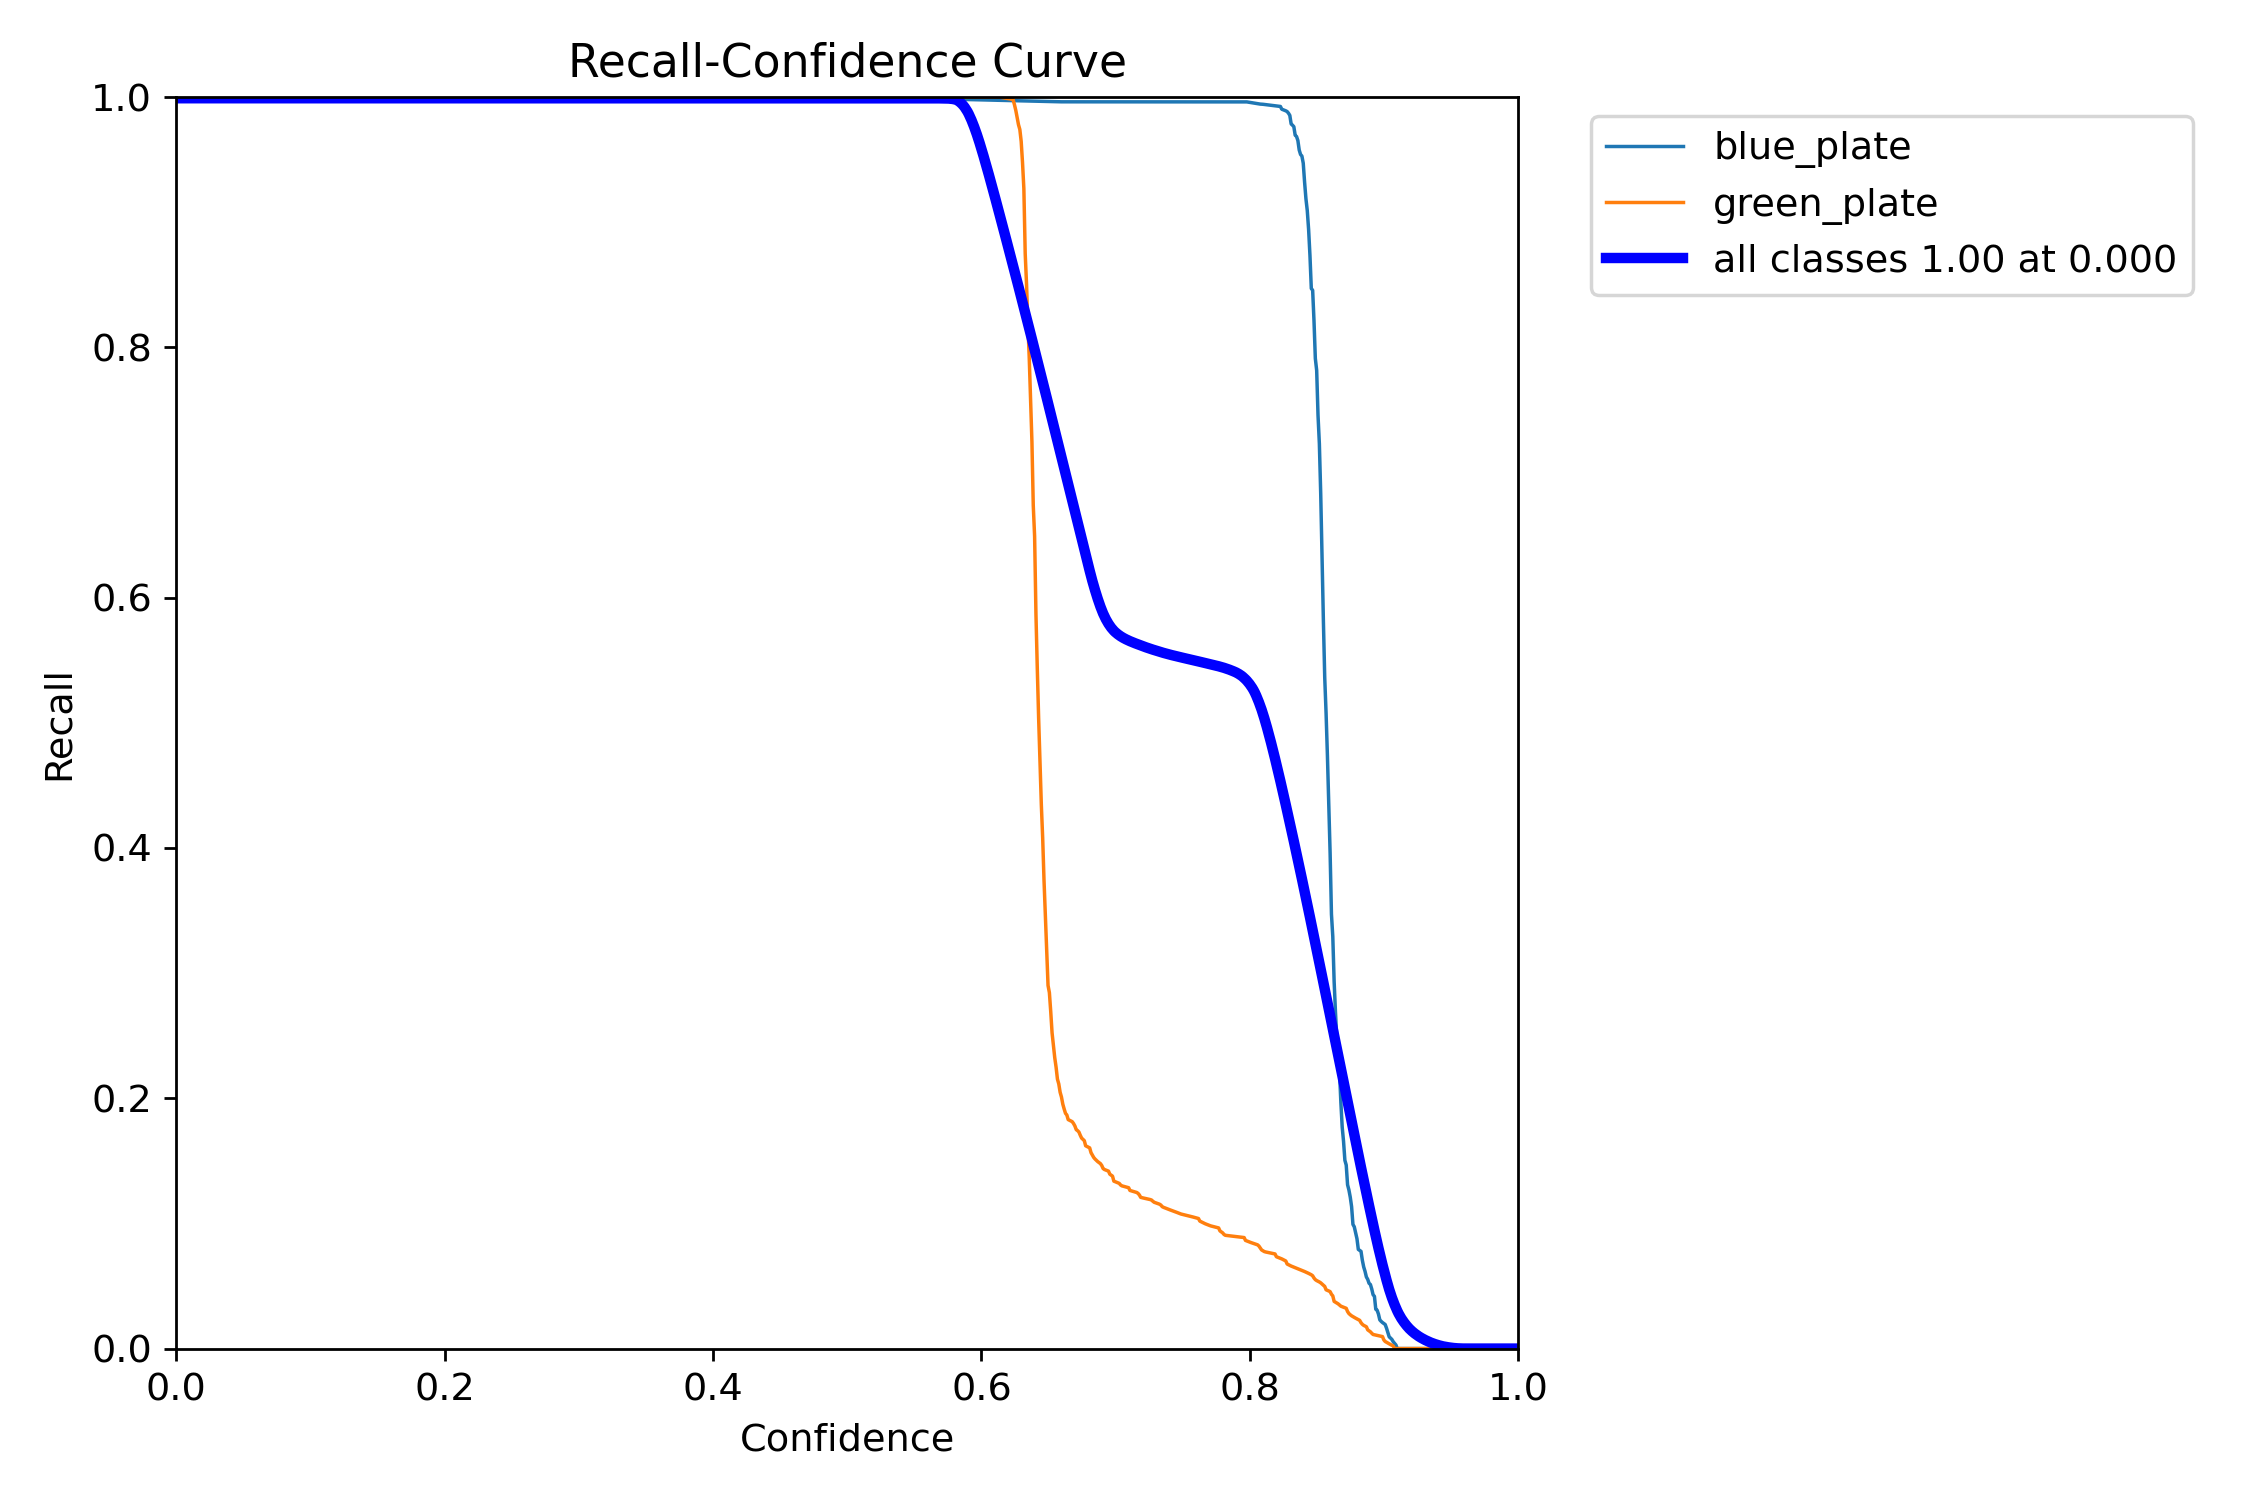 Recall-Confidence Curve
1.0
0.8
0.6
0.4
0.2
0.0
Recall
0.0 0.2 0.4 0.6 0.8 1.0
Confidence
blue_plate
green_plate
all classes 1.00 at 0.000